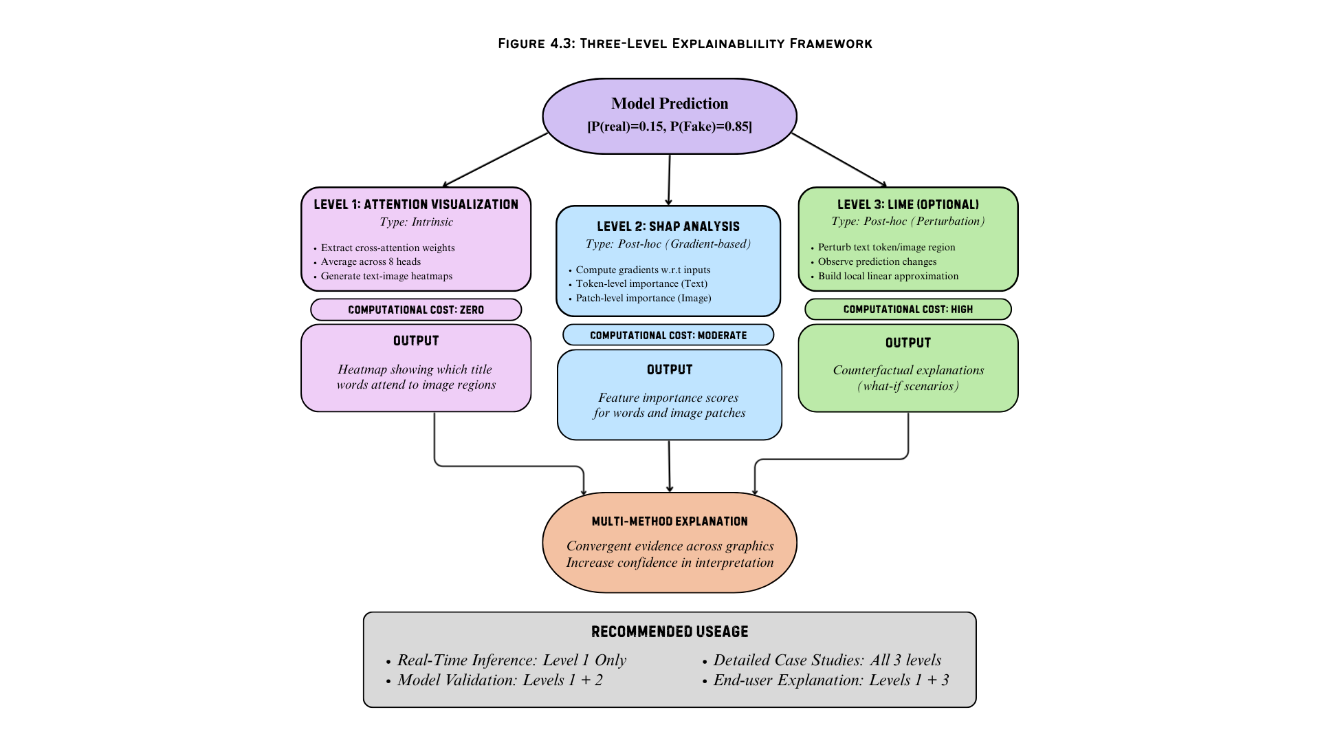 Figure 4.3: Three-Level Explainablility Framework
Model Prediction
[P(real)=0.15, P(Fake)=0.85]
LEVEL 1: ATTENTION VISUALIZATION
Type: Intrinsic
• Extract cross-attention weights
• Average across 8 heads
• Generate text-image heatmaps
COMPUTATIONAL COST: ZERO
OUTPUT
Heatmap showing which title
words attend to image regions
LEVEL 2: SHAP ANALYSIS
Type: Post-hoc (Gradient-based)
• Compute gradients w.r.t inputs
• Token-level importance (Text)
• Patch-level importance (Image)
COMPUTATIONAL COST: MODERATE
OUTPUT
Feature importance scores
for words and image patches
LEVEL 3: LIME (OPTIONAL)
Type: Post-hoc (Perturbation)
• Perturb text token/image region
• Observe prediction changes
• Build local linear approximation
COMPUTATIONAL COST: HIGH
OUTPUT
Counterfactual explanations
(what-if scenarios)
MULTI-METHOD EXPLANATION
Convergent evidence across graphics
Increase confidence in interpretation
RECOMMENDED USEAGE
• Real-Time Inference: Level 1 Only
• Model Validation: Levels 1 + 2
• Detailed Case Studies: All 3 levels
• End-user Explanation: Levels 1 + 3